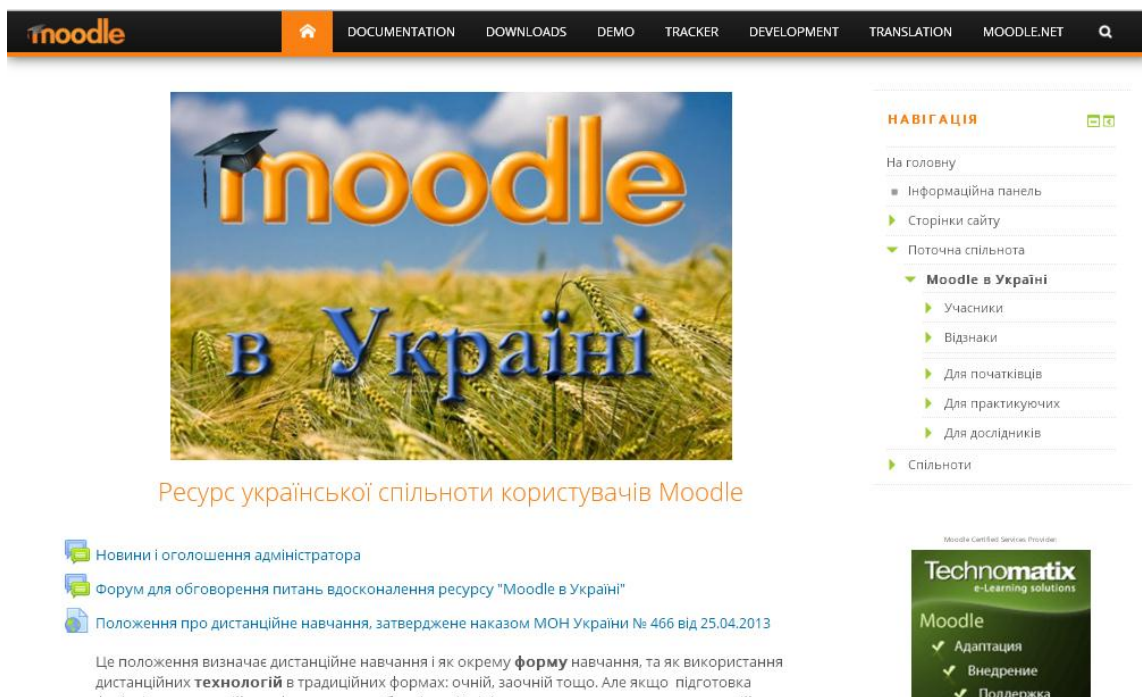 moodle
DOCUMENTATION DOWNLOADS DEMO TRACKER DEVELOPMENT TRANSLATION MOODLE.NET
moodle
в Україні
Ресурс української спільноти користувачів Moodle
Новини і оголошення адміністратора
Форум для обговорення питань вдосконалення ресурсу "Moodle в Україні"
Положення про дистанційне навчання, затверджене наказом МОН України № 466 від 25.04.2013
Це положення визначає дистанційне навчання і як окрему форму навчання, та як використання
дистанційних технологій в традиційних формах: очній, заочній тощо. Але якщо підготовка
НАВІГАЦІЯ
На головну
Інформаційна панель
Сторінки сайту
Поточна спільнота
Moodle в Україні
Учасники
Відзнаки
Для початківців
Для практикуючих
Для дослідників
Спільноти
Moodle Certified Services Provider:
Technomatix
e-Learning solutions
Moodle
Адаптация
Внедрение
Поддержка